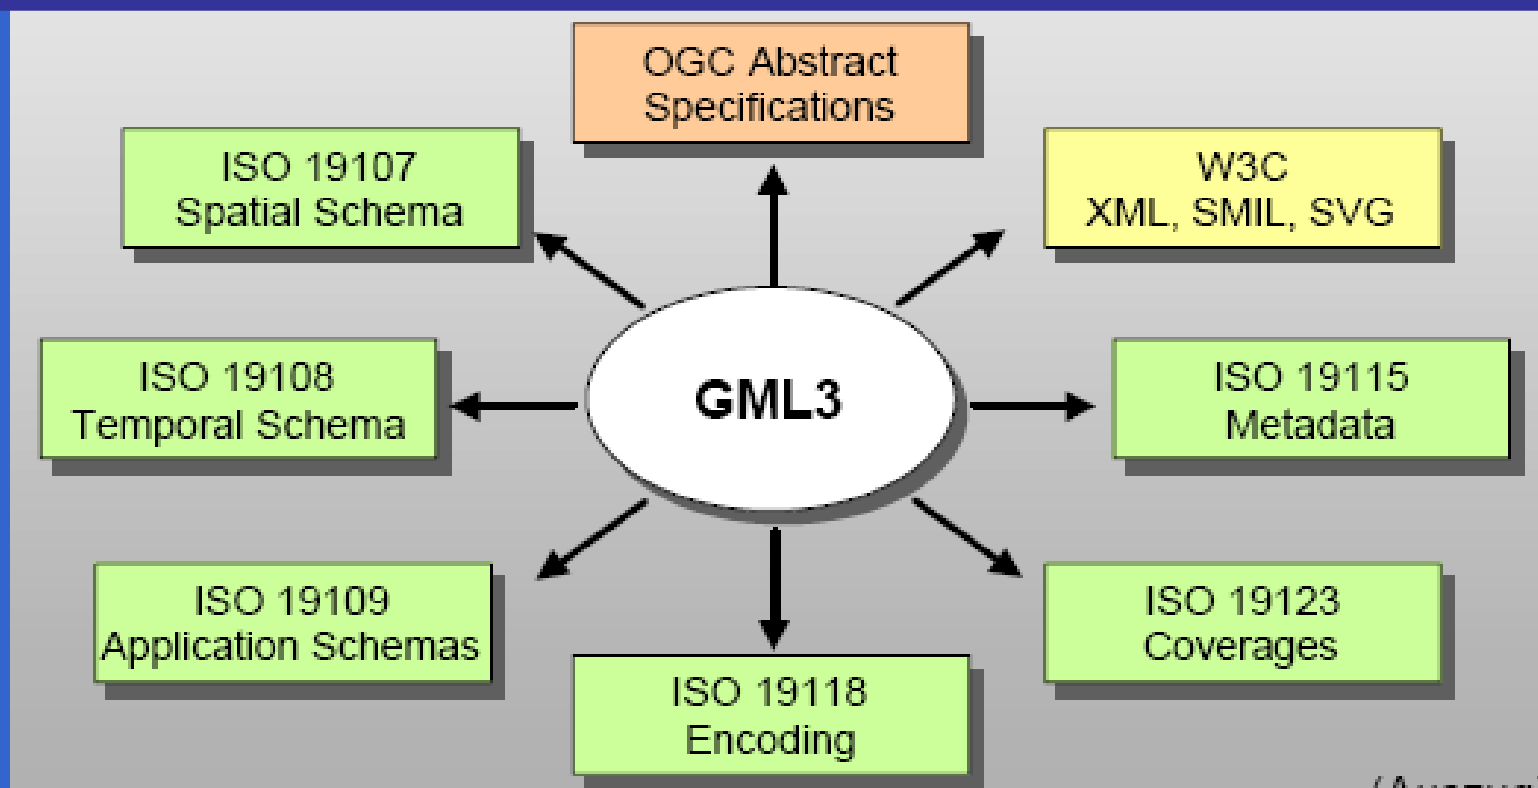 OGC Abstract
Specifications
ISO 19107
Spatial Schema
W3C
XML, SMIL, SVG
ISO 19108
Temporal Schema
GML3
ISO 19115
Metadata
ISO 19109
Application Schemas
ISO 19123
Coverages
ISO 19118
Encoding